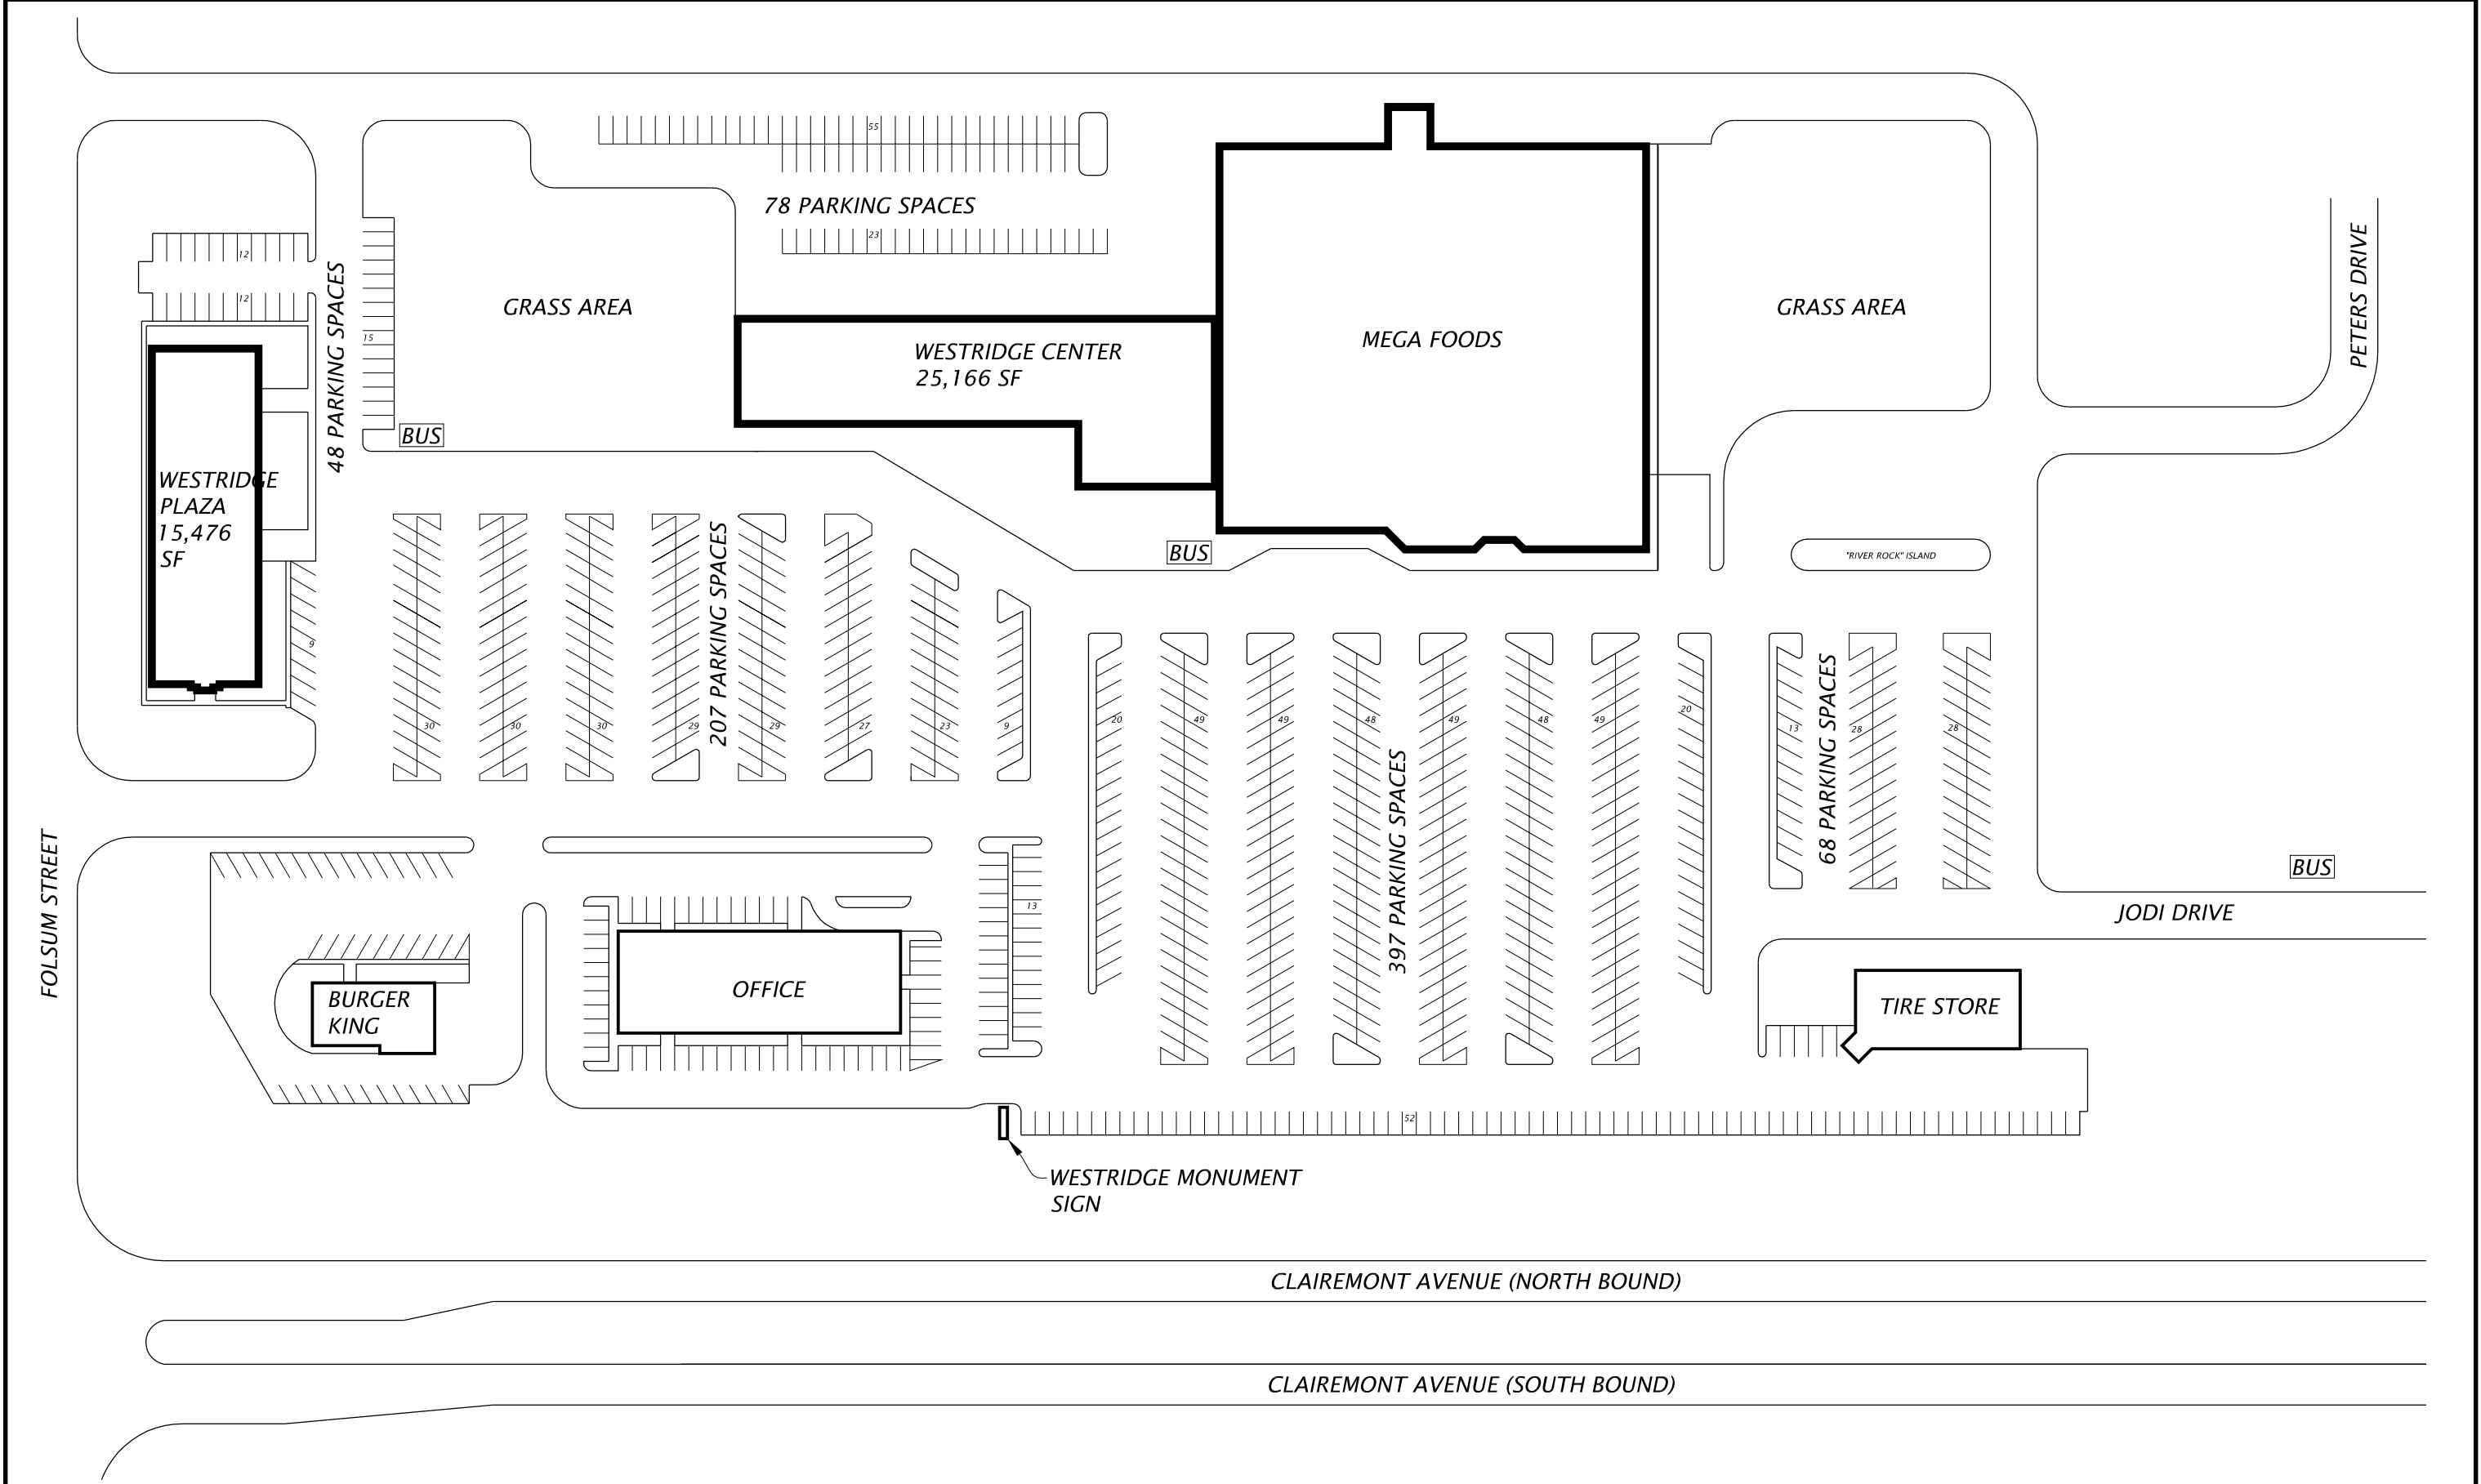 55
78 PARKING SPACES
23
12
12
48 PARKING SPACES
15
GRASS AREA
GRASS AREA
PETERS DRIVE
WESTRIDGE CENTER
25,166 SF
MEGA FOODS
BUS
WESTRIDGE
PLAZA
15,476
SF
BUS
"RIVER ROCK" ISLAND
9
207 PARKING SPACES
30
30
30
29
29
27
23
9
20
49
49
48
49
48
49
20
13
28
28
68 PARKING SPACES
397 PARKING SPACES
FOLSUM STREET
BUS
13
JODI DRIVE
OFFICE
BURGER
KING
TIRE STORE
52
WESTRIDGE MONUMENT
SIGN
CLAIREMONT AVENUE (NORTH BOUND)
CLAIREMONT AVENUE (SOUTH BOUND)